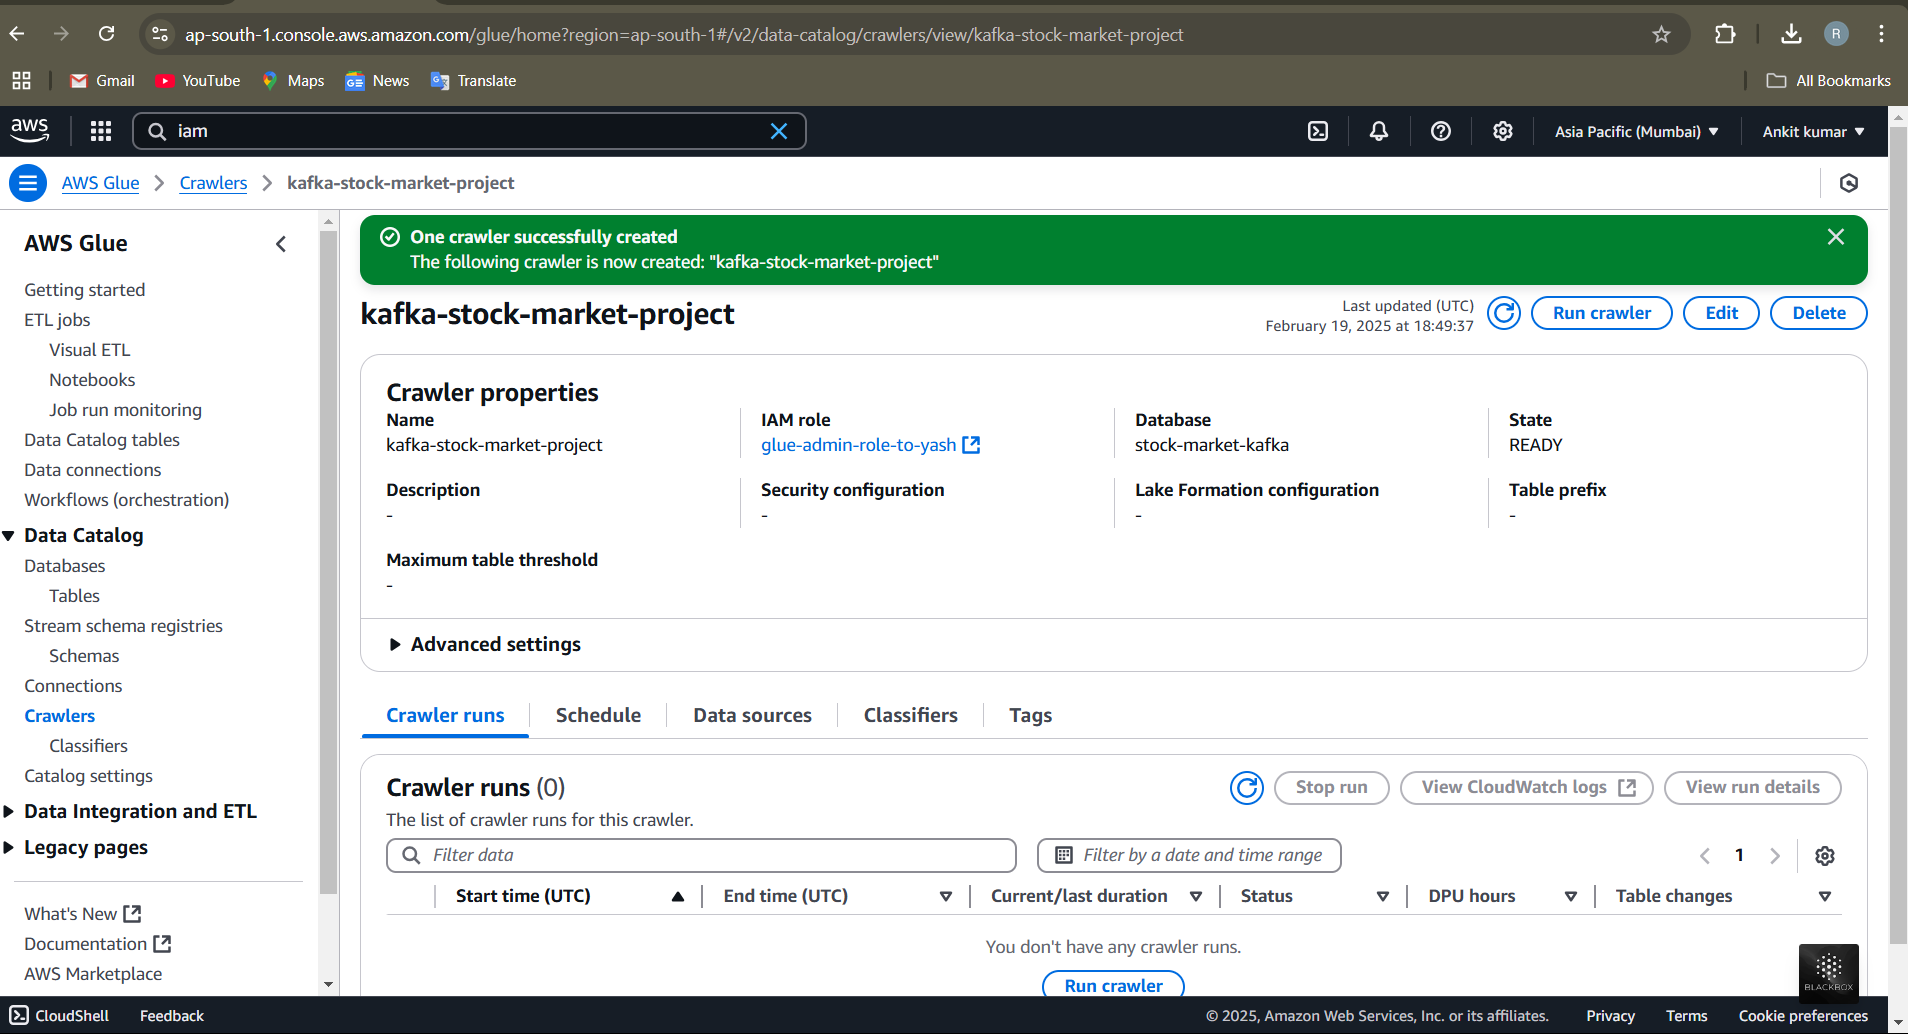 ap-south-1.console.aws.amazon.com/glue/home?region=ap-south-1#/v2/data-catalog/crawlers/view/kafka-stock-market-project
R
Gmail YouTube Maps News Translate All Bookmarks
aws iam Asia Pacific (Mumbai) Ankit kumar
AWS Glue Crawlers kafka-stock-market-project
AWS Glue
Getting started
ETL jobs
Visual ETL
Notebooks
Job run monitoring
Data Catalog tables
Data connections
Workflows (orchestration)
Data Catalog
Databases
Tables
Stream schema registries
Schemas
Connections
Crawlers
Classifiers
Catalog settings
Data Integration and ETL
Legacy pages
What's New
Documentation
AWS Marketplace
One crawler successfully created
The following crawler is now created: "kafka-stock-market-project"
kafka-stock-market-project
Last updated (UTC)
February 19, 2025 at 18:49:37
Run crawler Edit Delete
Crawler properties
Name IAM role Database State
kafka-stock-market-project glue-admin-role-to-yash stock-market-kafka READY
Description Security configuration Lake Formation configuration Table prefix
- - - -
Maximum table threshold
-
Advanced settings
Crawler runs Schedule Data sources Classifiers Tags
Crawler runs (0) Stop run View CloudWatch logs View run details
The list of crawler runs for this crawler.
Filter data Filter by a date and time range 1
Start time (UTC) End time (UTC) Current/last duration Status DPU hours Table changes
You don't have any crawler runs.
Run crawler
BLACKBOX
CloudShell Feedback © 2025, Amazon Web Services, Inc. or its affiliates. Privacy Terms Cookie preferences